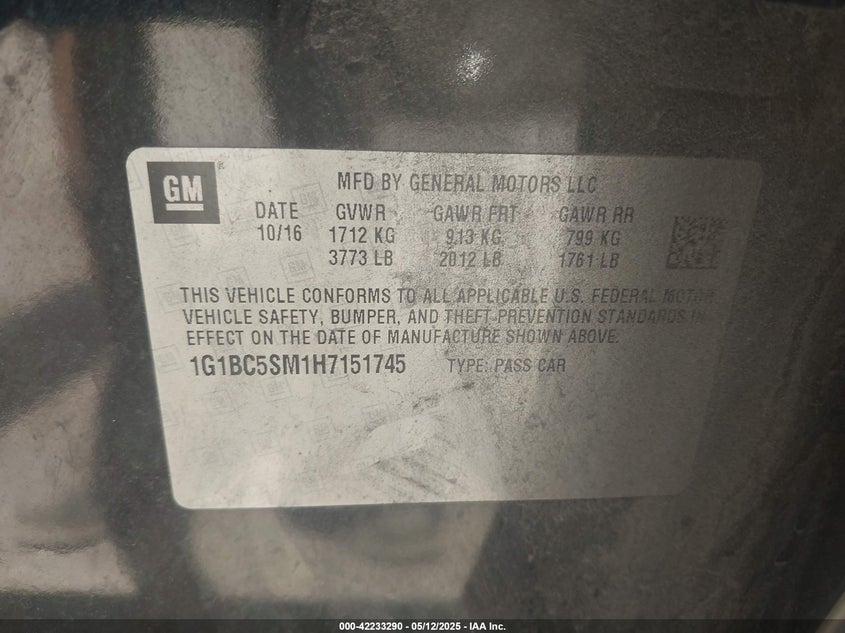 GM
MFD BY GENERAL MOTORS LLC
DATE GVWR GAWR FRT GAWR RR
10/16 1712 KG 913 KG 799 KG
3773 LB 2012 LB 1761 LB
THIS VEHICLE CONFORMS TO ALL APPLICABLE U.S. FEDERAL MOTOR
VEHICLE SAFETY, BUMPER, AND THEFT PREVENTION STANDARDS IN
EFFECT ON THE DATE OF MANUFACTURE SHOWN ABOVE.
1G1BC5SM1H7151745 TYPE: PASS CAR
000-42233290 - 05/12/2025 - IAA Inc.